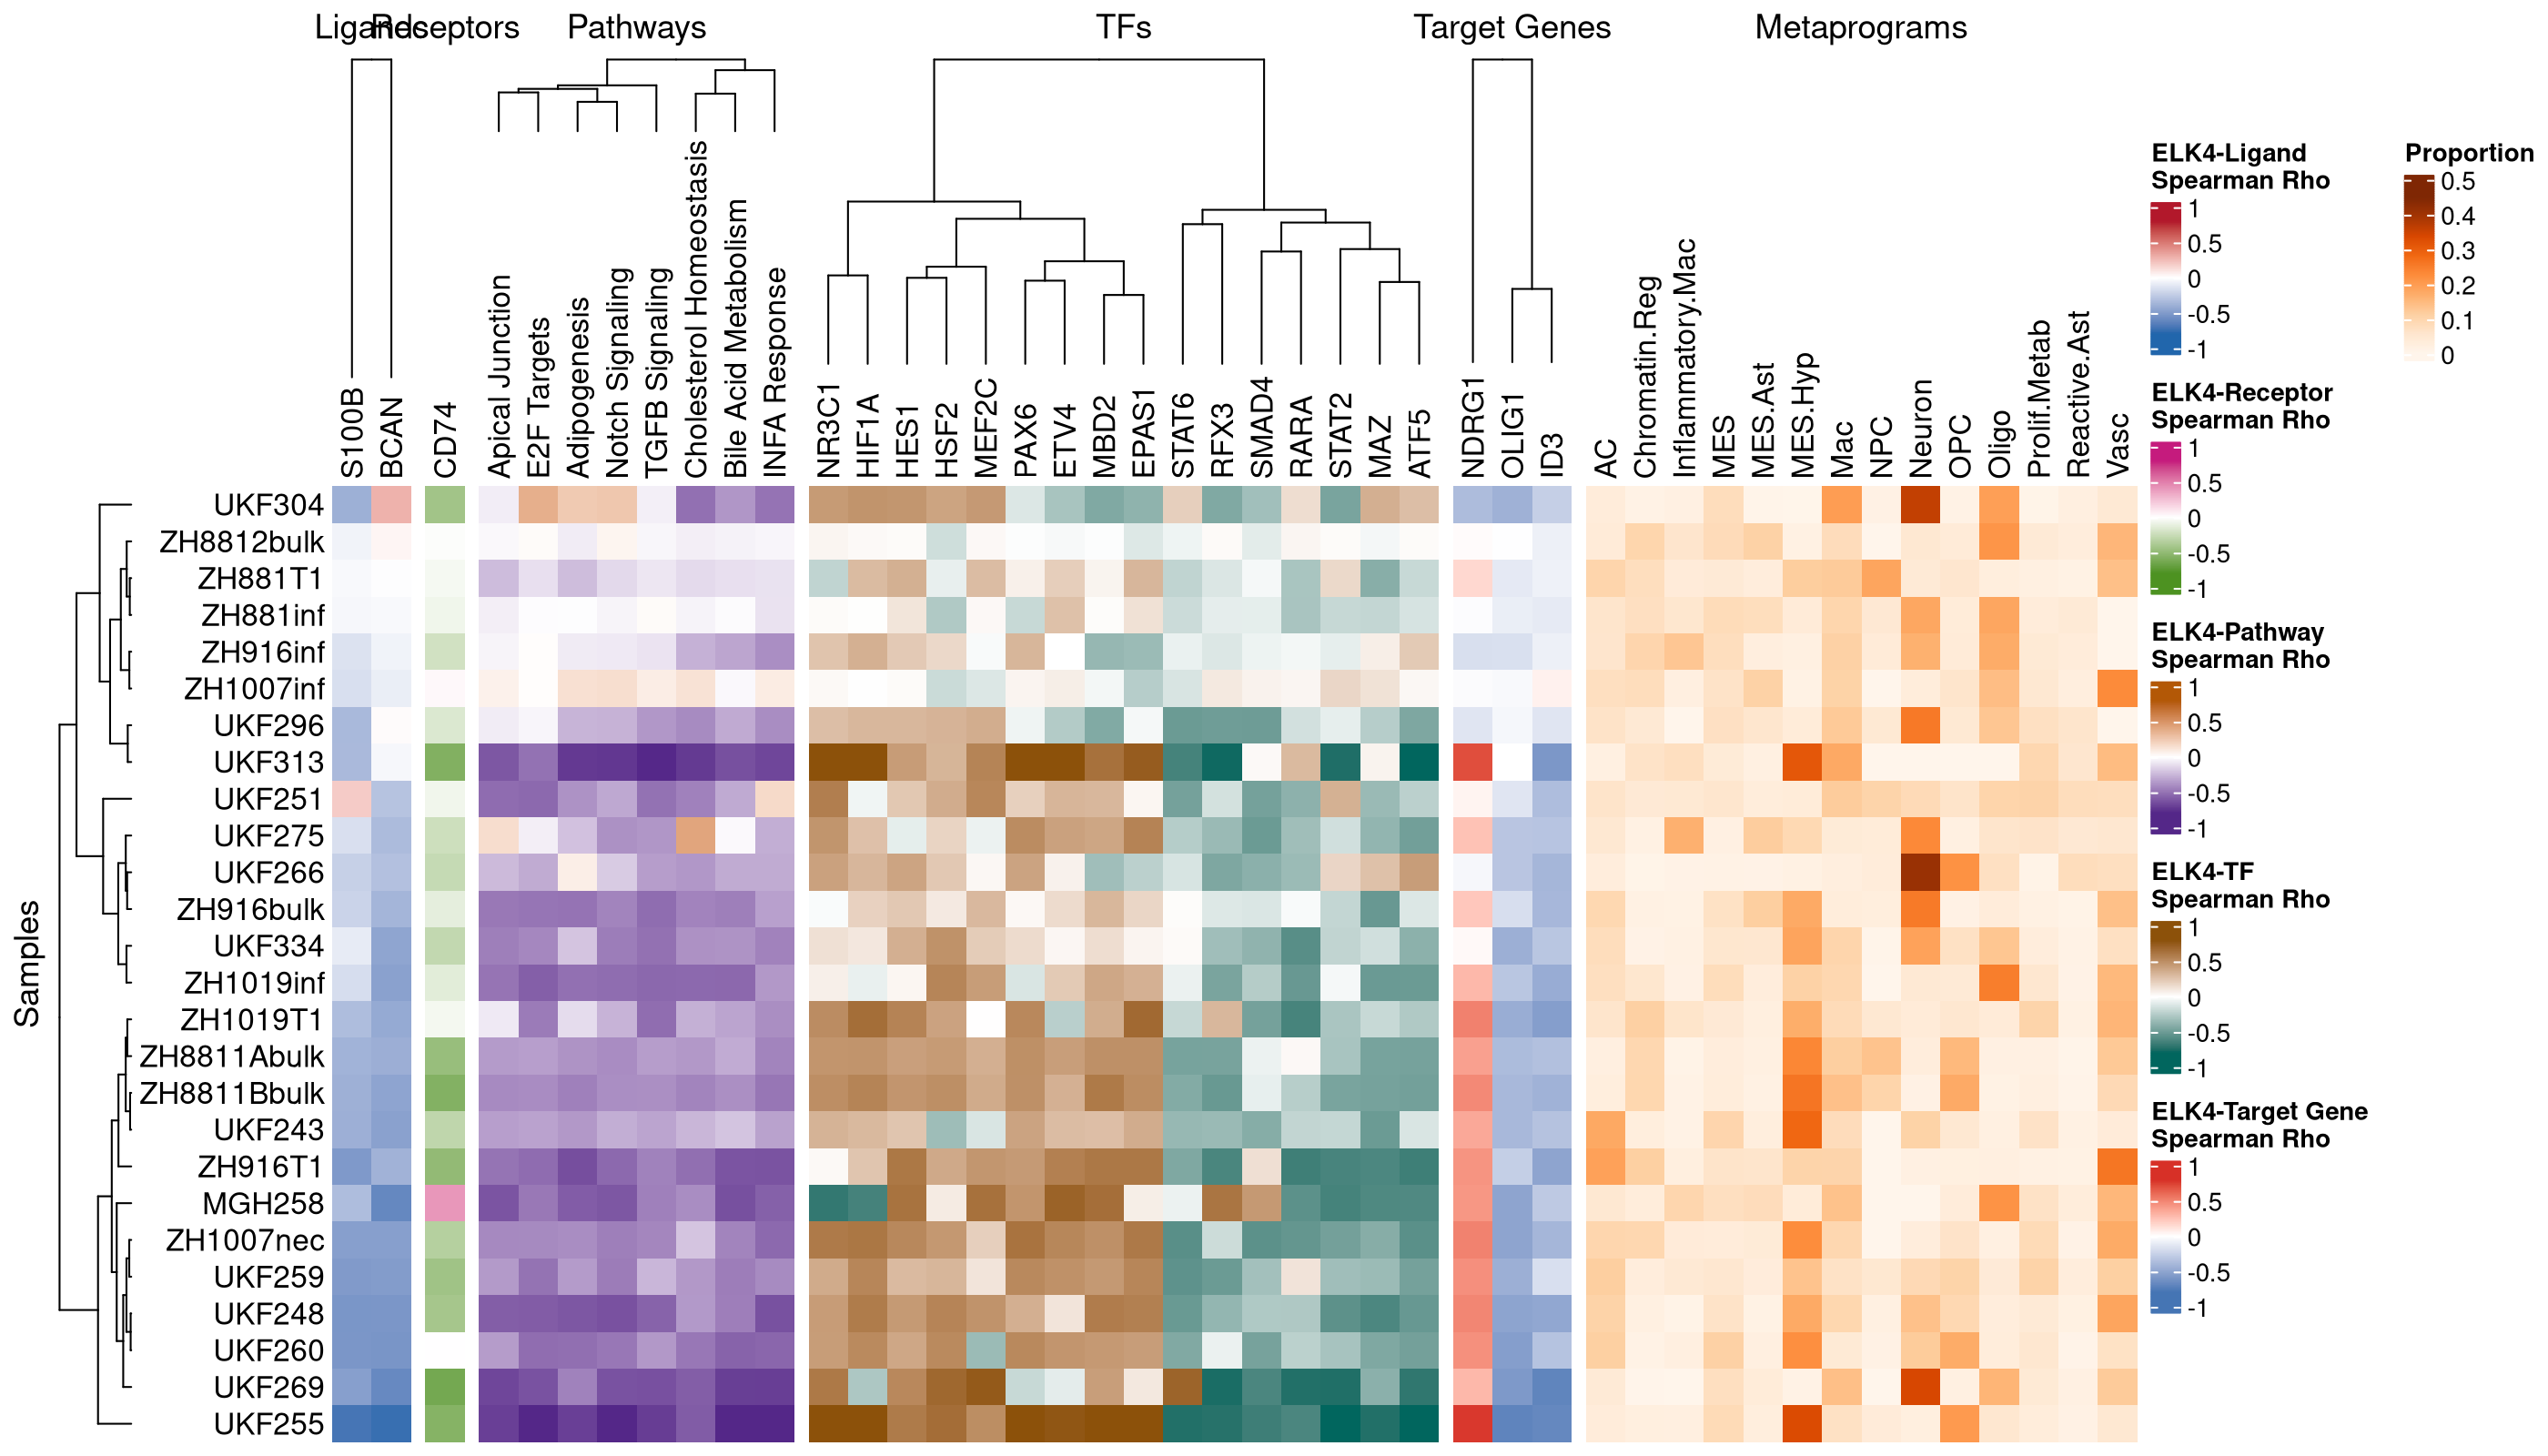 Ligands Receptors Pathways TFs Target Genes Metaprograms
S100B
BCAN
CD74
Apical Junction
E2F Targets
Adipogenesis
Notch Signaling
TGFB Signaling
Cholesterol Homeostasis
Bile Acid Metabolism
INFA Response
NR3C1
HIF1A
HES1
HSF2
MEF2C
PAX6
ETV4
MBD2
EPAS1
STAT6
RFX3
SMAD4
RARA
STAT2
MAZ
ATF5
NDRG1
OLIG1
ID3
AC
Chromatin.Reg
Inflammatory.Mac
MES
MES.Ast
MES.Hyp
Mac
NPC
Neuron
OPC
Oligo
Prolif.Metab
Reactive.Ast
Vasc
Samples
UKF304
ZH8812bulk
ZH881T1
ZH881inf
ZH916inf
ZH1007inf
UKF296
UKF313
UKF251
UKF275
UKF266
ZH916bulk
UKF334
ZH1019inf
ZH1019T1
ZH8811Abulk
ZH8811Bbulk
UKF243
ZH916T1
MGH258
ZH1007nec
UKF259
UKF248
UKF260
UKF269
UKF255
ELK4-Ligand
Spearman Rho
1
0.5
0
-0.5
-1
ELK4-Receptor
Spearman Rho
1
0.5
0
-0.5
-1
ELK4-Pathway
Spearman Rho
1
0.5
0
-0.5
-1
ELK4-TF
Spearman Rho
1
0.5
0
-0.5
-1
ELK4-Target Gene
Spearman Rho
1
0.5
0
-0.5
-1
Proportion
0.5
0.4
0.3
0.2
0.1
0